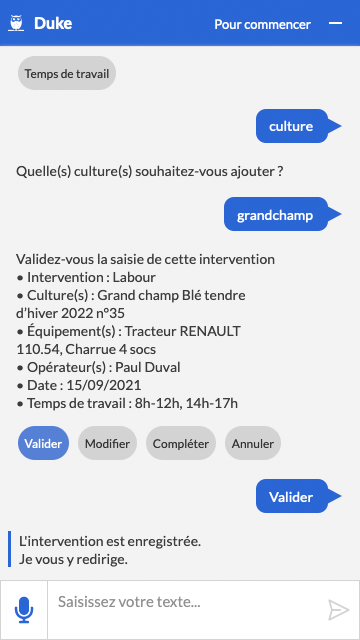 Duke
Pour commencer
Temps de travail
culture
Quelle(s) culture(s) souhaitez-vous ajouter ?
grandchamp
Validez-vous la saisie de cette intervention
• Intervention : Labour
• Culture(s) : Grand champ Blé tendre
d’hiver 2022 n°35
• Équipement(s) : Tracteur RENAULT
110.54, Charrue 4 socs
• Opérateur(s) : Paul Duval
• Date : 15/09/2021
• Temps de travail : 8h-12h, 14h-17h
Valider Modifier Compléter Annuler
Valider
L'intervention est enregistrée.
Je vous y redirige.
Saisissez votre texte...